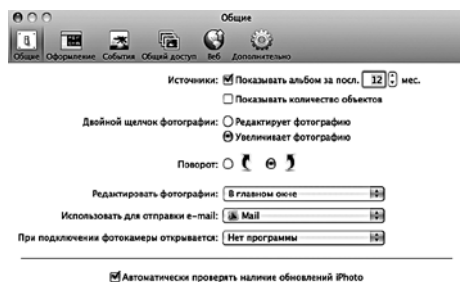 Общие
8
Общие Оформление События Общий доступ Веб Дополнительно
Источники: Показывать альбом за посл. 12 мес.
Показывать количество объектов
Двойной щелчок фотографии: Редактирует фотографию
Увеличивает фотографию
Поворот:
Редактировать фотографии: В главном окне
Использовать для отправки e-mail: Mail
При подключении фотокамеры открывается: Нет программы
Автоматически проверять наличие обновлений iPhoto